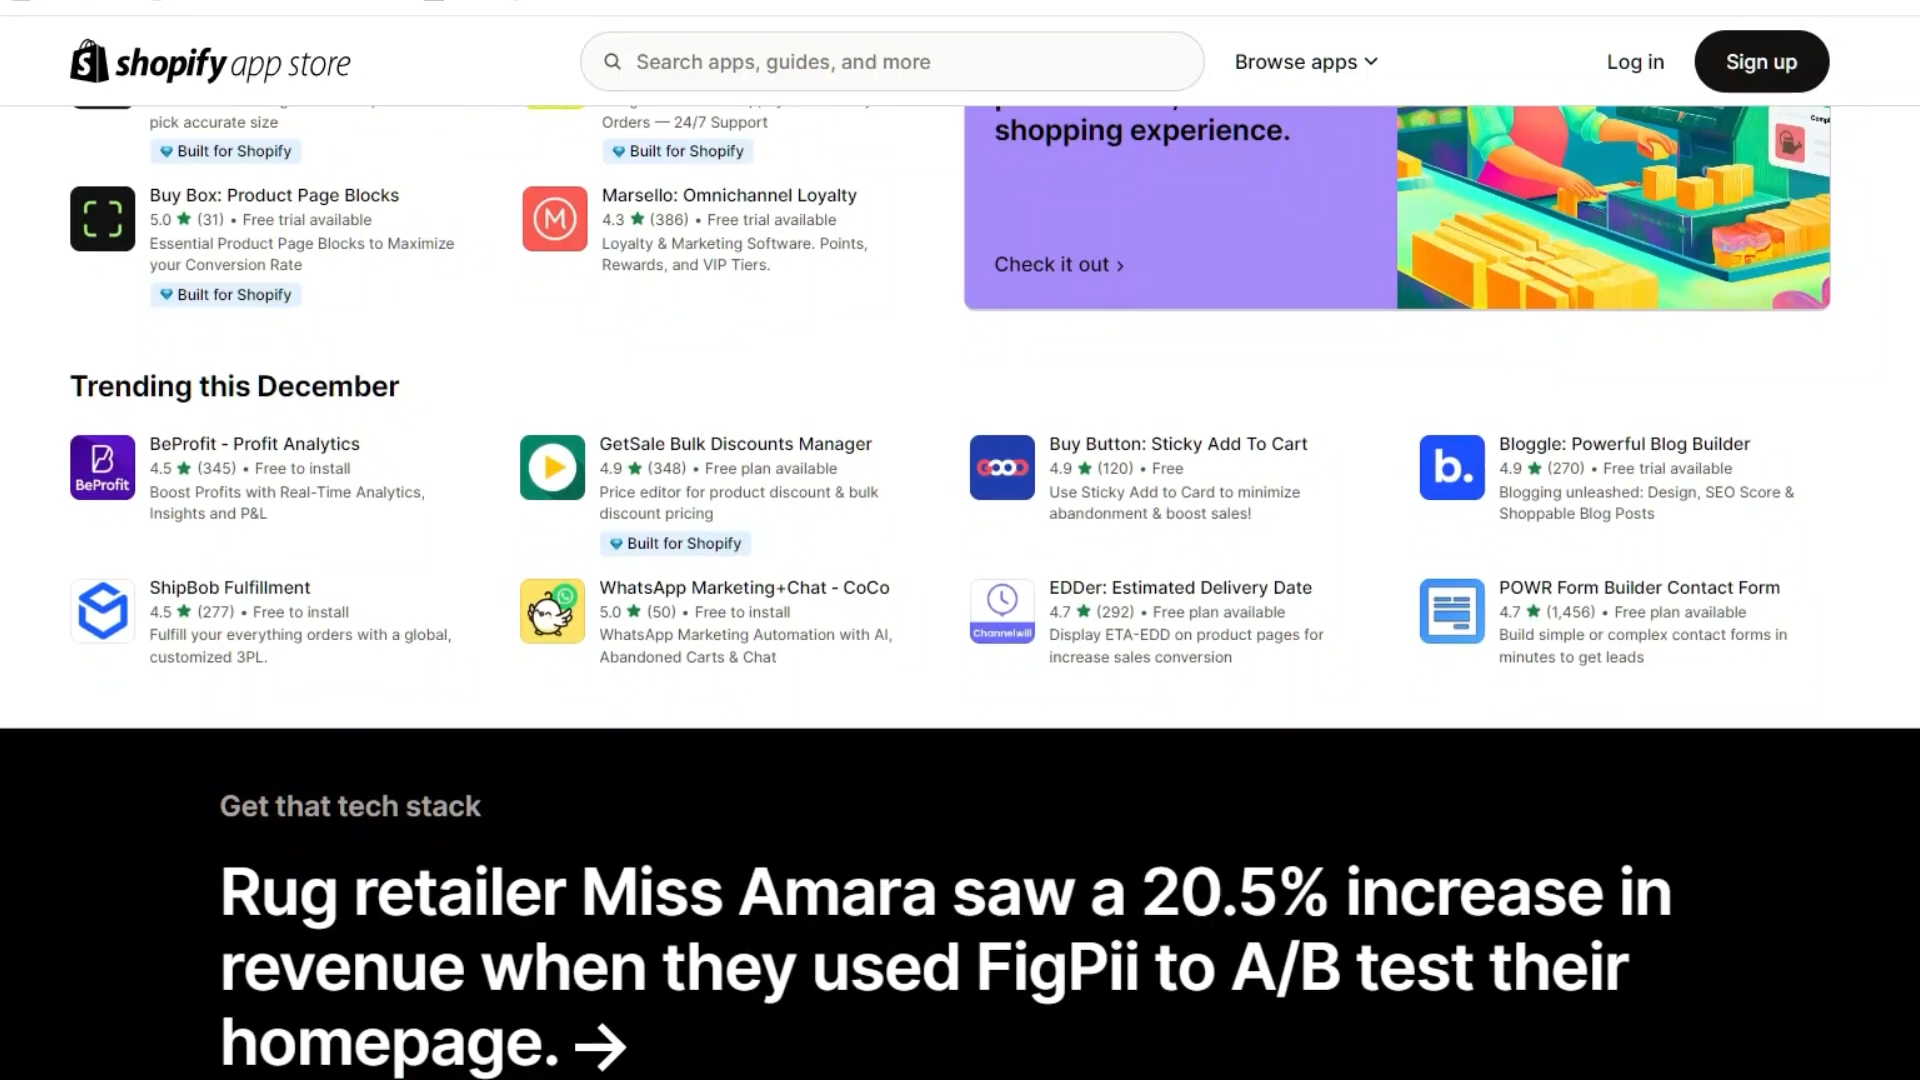 shopify app store
Search apps, guides, and more
Browse apps
Log in
Sign up
pick accurate size
Built for Shopify
Orders — 24/7 Support
Built for Shopify
shopping experience.
Check it out ›
Buy Box: Product Page Blocks
5.0 ★ (31) • Free trial available
Essential Product Page Blocks to Maximize
your Conversion Rate
Built for Shopify
Marsello: Omnichannel Loyalty
4.3 ★ (386) • Free trial available
Loyalty & Marketing Software. Points,
Rewards, and VIP Tiers.
Trending this December
BeProfit
BeProfit - Profit Analytics
4.5 ★ (345) • Free to install
Boost Profits with Real-Time Analytics,
Insights and P&L
GetSale Bulk Discounts Manager
4.9 ★ (348) • Free plan available
Price editor for product discount & bulk
discount pricing
Built for Shopify
Buy Button: Sticky Add To Cart
4.9 ★ (120) • Free
Use Sticky Add to Card to minimize
abandonment & boost sales!
b.
Bloggle: Powerful Blog Builder
4.9 ★ (270) • Free trial available
Blogging unleashed: Design, SEO Score &
Shoppable Blog Posts
ShipBob Fulfillment
4.5 ★ (277) • Free to install
Fulfill your everything orders with a global,
customized 3PL.
WhatsApp Marketing+Chat - CoCo
5.0 ★ (50) • Free to install
WhatsApp Marketing Automation with AI,
Abandoned Carts & Chat
Channelwill
EDDer: Estimated Delivery Date
4.7 ★ (292) • Free plan available
Display ETA-EDD on product pages for
increase sales conversion
POWR Form Builder Contact Form
4.7 ★ (1,456) • Free plan available
Build simple or complex contact forms in
minutes to get leads
Get that tech stack
Rug retailer Miss Amara saw a 20.5% increase in
revenue when they used FigPii to A/B test their
homepage. →